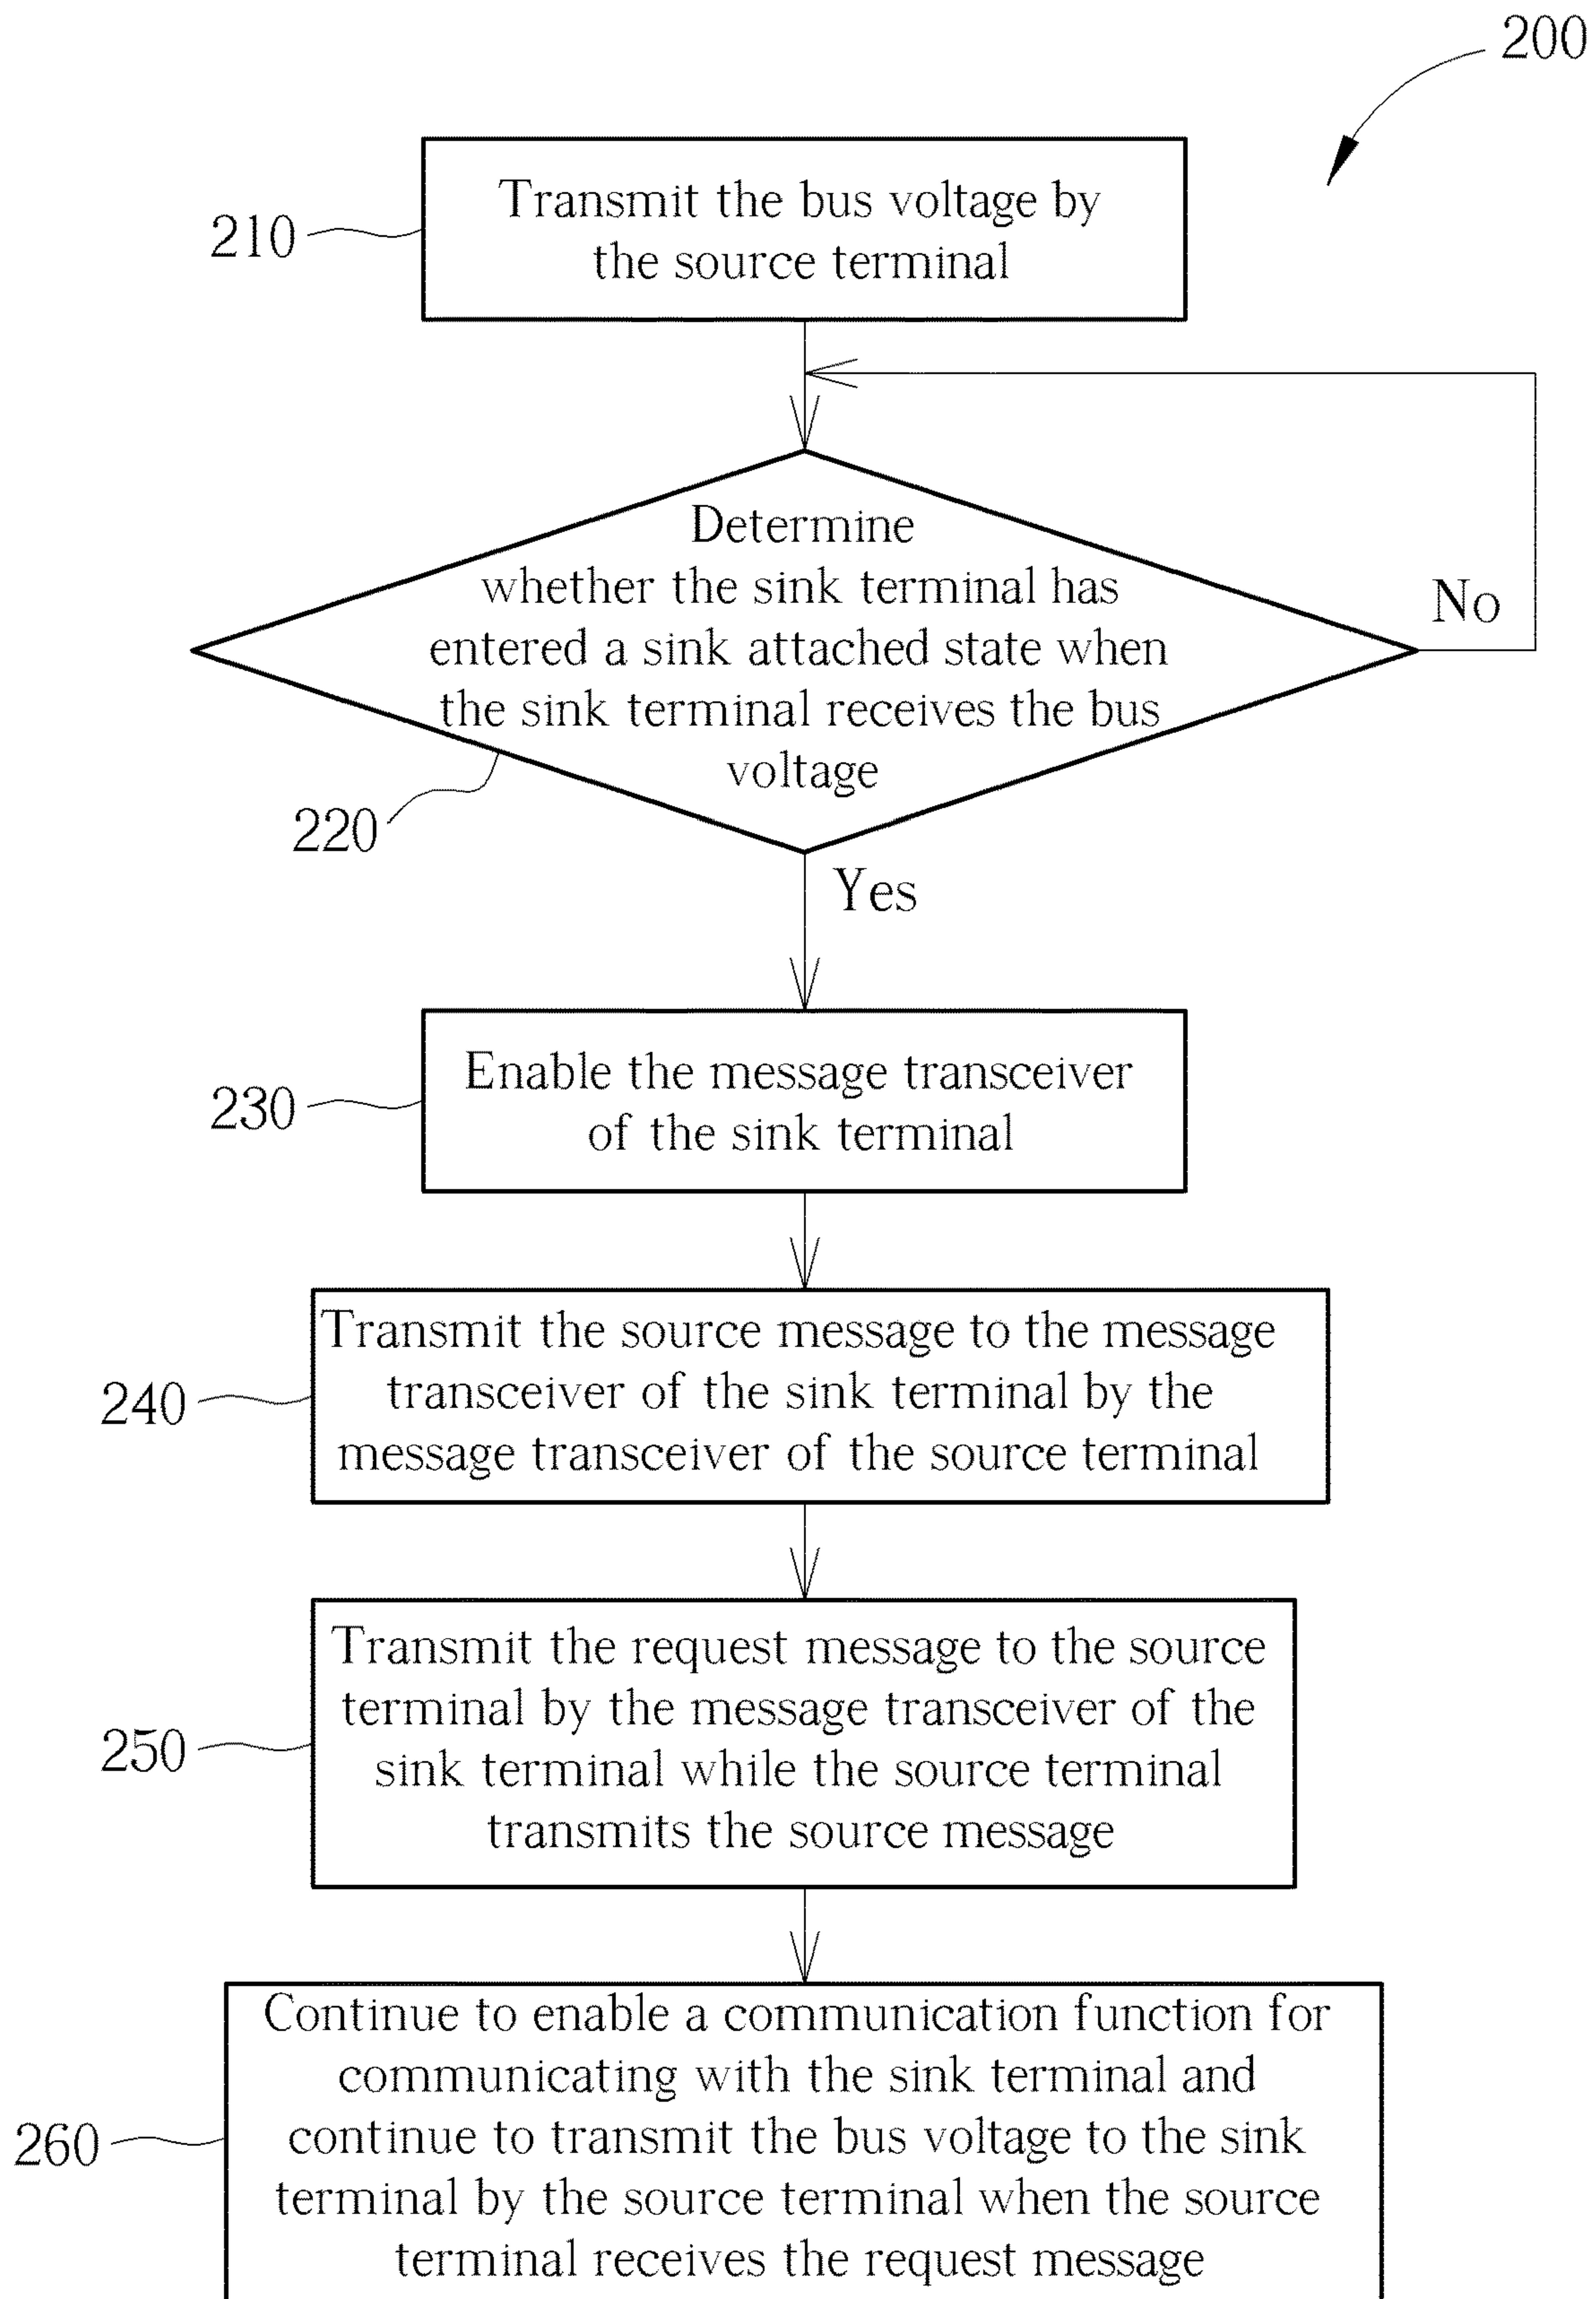 200
210
Transmit the bus voltage by
the source terminal
Determine
whether the sink terminal has
entered a sink attached state when
the sink terminal receives the bus
voltage
No
220
Yes
230
Enable the message transceiver
of the sink terminal
240
Transmit the source message to the message
transceiver of the sink terminal by the
message transceiver of the source terminal
250
Transmit the request message to the source
terminal by the message transceiver of the
sink terminal while the source terminal
transmits the source message
260
Continue to enable a communication function for
communicating with the sink terminal and
continue to transmit the bus voltage to the sink
terminal by the source terminal when the source
terminal receives the request message